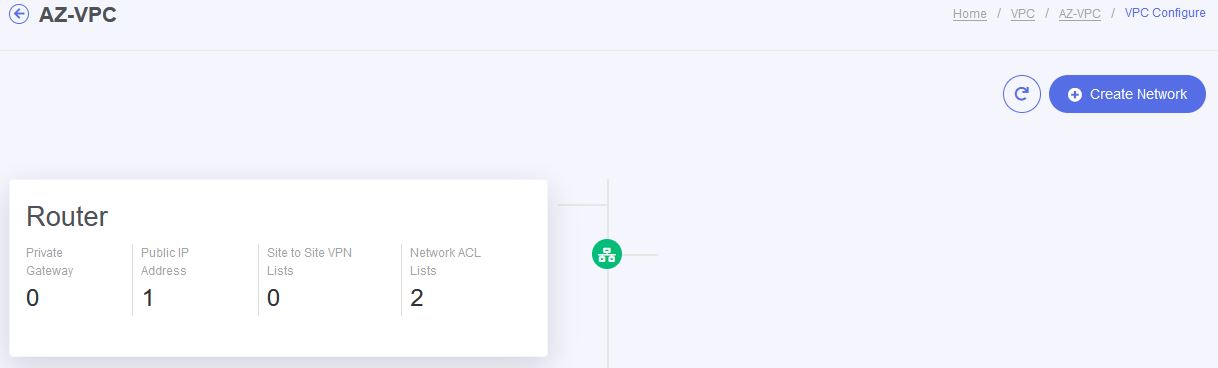 AZ-VPC
Home / VPC / AZ-VPC / VPC Configure
Create Network
Router
Private
Gateway
0
Public IP
Address
1
Site to Site VPN
Lists
0
Network ACL
Lists
2